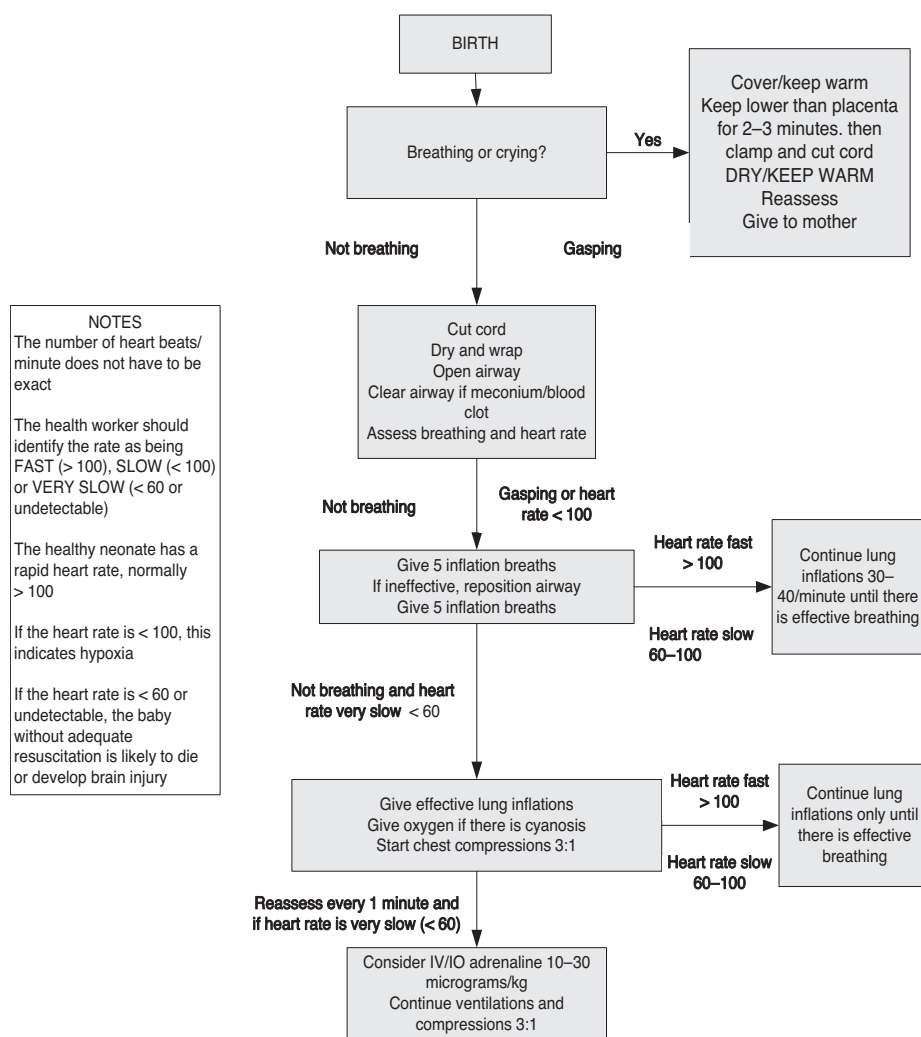 BIRTH
Breathing or crying?
Yes
Cover/keep warm
Keep lower than placenta
for 2–3 minutes. then
clamp and cut cord
DRY/KEEP WARM
Reassess
Give to mother
Not breathing
Gasping
NOTES
The number of heart beats/
minute does not have to be
exact
The health worker should
identify the rate as being
FAST (> 100), SLOW (< 100)
or VERY SLOW (< 60 or
undetectable)
The healthy neonate has a
rapid heart rate, normally
> 100
If the heart rate is < 100, this
indicates hypoxia
If the heart rate is < 60 or
undetectable, the baby
without adequate
resuscitation is likely to die
or develop brain injury
Cut cord
Dry and wrap
Open airway
Clear airway if meconium/blood
clot
Assess breathing and heart rate
Not breathing
Gasping or heart
rate < 100
Give 5 inflation breaths
If ineffective, reposition airway
Give 5 inflation breaths
Heart rate fast
> 100
Heart rate slow
60–100
Continue lung
inflations 30–
40/minute until there
is effective breathing
Not breathing and heart
rate very slow < 60
Give effective lung inflations
Give oxygen if there is cyanosis
Start chest compressions 3:1
Heart rate fast
> 100
Heart rate slow
60–100
Continue lung
inflations only until
there is effective
breathing
Reassess every 1 minute and
if heart rate is very slow (< 60)
Consider IV/IO adrenaline 10–30
micrograms/kg
Continue ventilations and
compressions 3:1